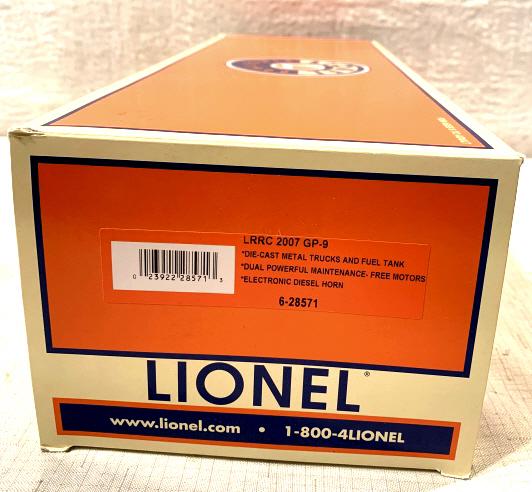 LRRC 2007 GP-9
*DIE-CAST METAL TRUCKS AND FUEL TANK
*DUAL POWERFUL MAINTENANCE- FREE MOTORS
*ELECTRONIC DIESEL HORN
6-28571
0 23922 28571 3
LIONEL®
www.lionel.com • 1-800-4LIONEL